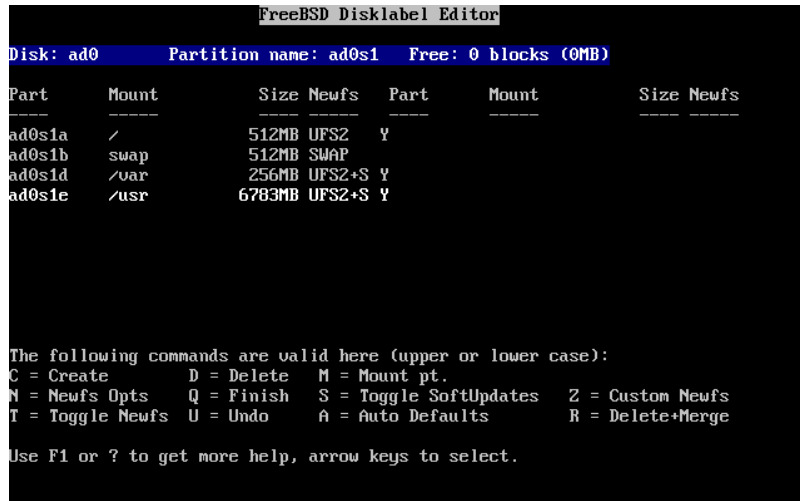 FreeBSD Disklabel Editor
Disk: ad0 Partition name: ad0s1 Free: 0 blocks (0MB)
Part Mount Size Newfs Part Mount Size Newfs
---- ----- ---- ----- ---- ----- ---- -----
ad0s1a / 512MB UFS2 Y
ad0s1b swap 512MB SWAP
ad0s1d /var 256MB UFS2+S Y
ad0s1e /usr 6783MB UFS2+S Y
The following commands are valid here (upper or lower case):
C = Create D = Delete M = Mount pt.
N = Newfs Opts Q = Finish S = Toggle SoftUpdates Z = Custom Newfs
T = Toggle Newfs U = Undo A = Auto Defaults R = Delete+Merge
Use F1 or ? to get more help, arrow keys to select.